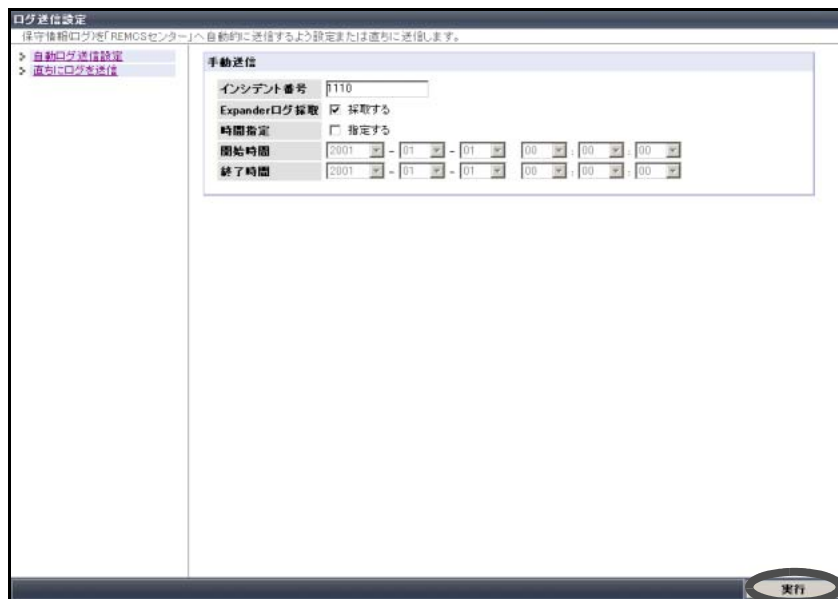 ログ送信設定
保守情報(ログ)を「REMCSセンター」へ自動的に送信するよう設定または直ちに送信します。
> 自動ログ送信設定
> 直ちにログを送信
手動送信
インシデント番号 1110
Expanderログ採取 採取する
時間指定 指定する
開始時間 2001 - 01 - 01 00 : 00 : 00
終了時間 2001 - 01 - 01 00 : 00 : 00
実行